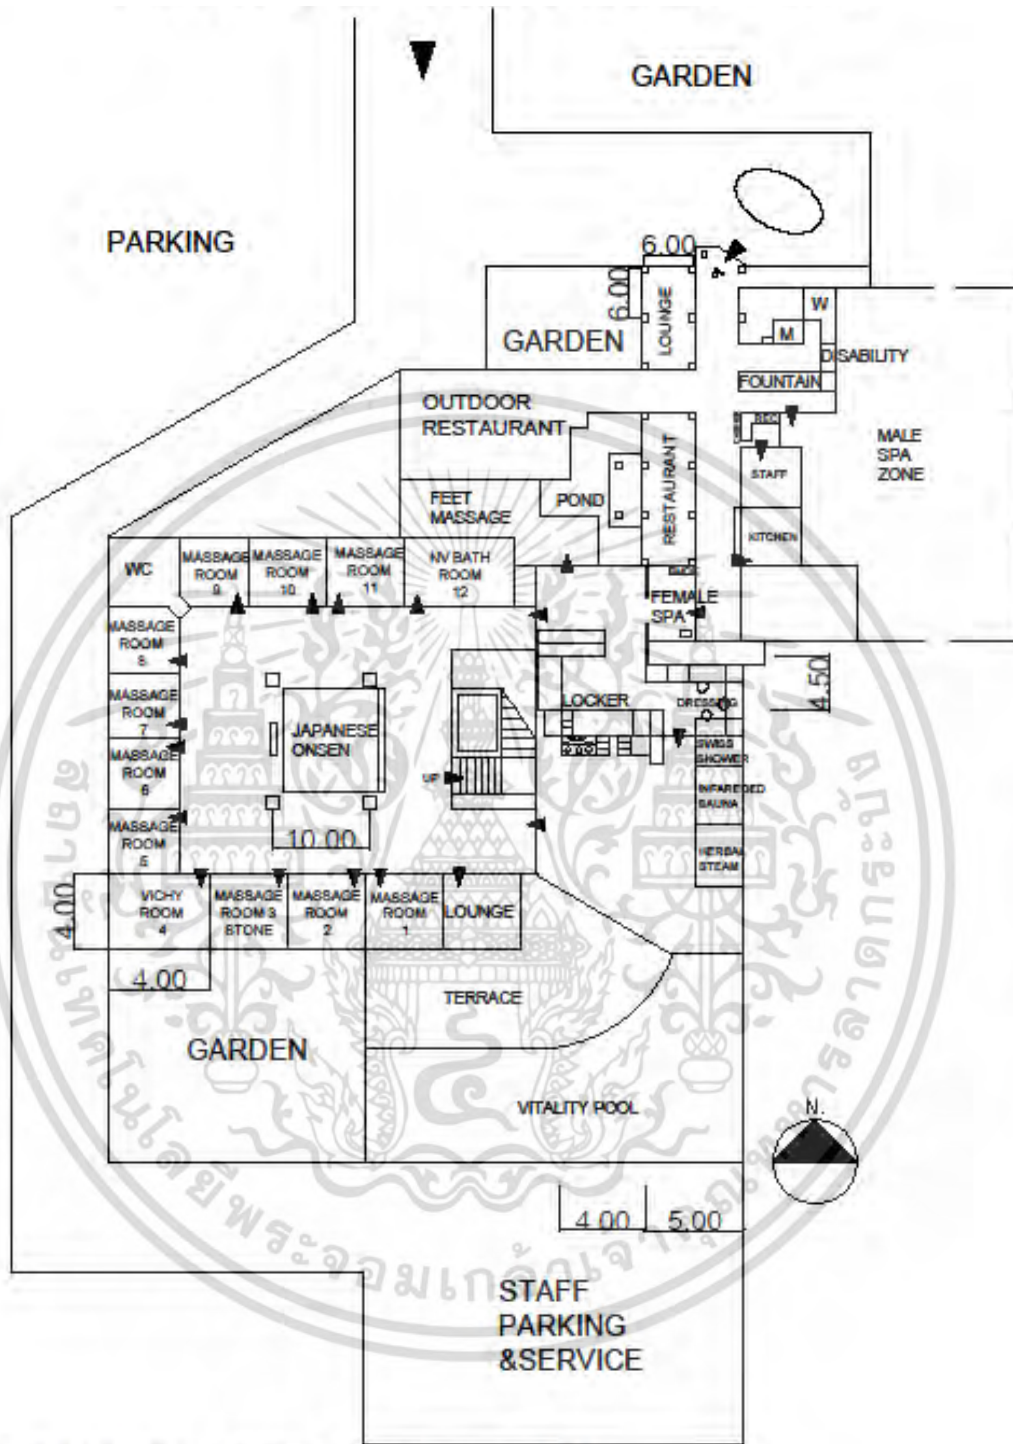 GARDEN
PARKING
6.00
6.00
LOUNGE
W
M
GARDEN
DISABILITY
FOUNTAIN
OUTDOOR
RESTAURANT
REC
MALE
SPA
ZONE
RESTAURANT
STAFF
FEET
MASSAGE
POND
KITCHEN
WC
MASSAGE
ROOM
9
MASSAGE
ROOM
10
MASSAGE
ROOM
11
NV BATH
ROOM
12
FEMALE
SPA
MASSAGE
ROOM
8
4.50
MASSAGE
ROOM
7
LOCKER
DRESSING
JAPANESE
ONSEN
SWISS
SHOWER
MASSAGE
ROOM
6
UP
INFAREDED
SAUNA
MASSAGE
ROOM
5
10.00
HERBAL
STEAM
4.00
VICHY
ROOM
4
MASSAGE
ROOM 3
STONE
MASSAGE
ROOM
2
MASSAGE
ROOM
1
LOUNGE
4.00
TERRACE
GARDEN
VITALITY POOL
N.
4.00
5.00
STAFF
PARKING
&SERVICE